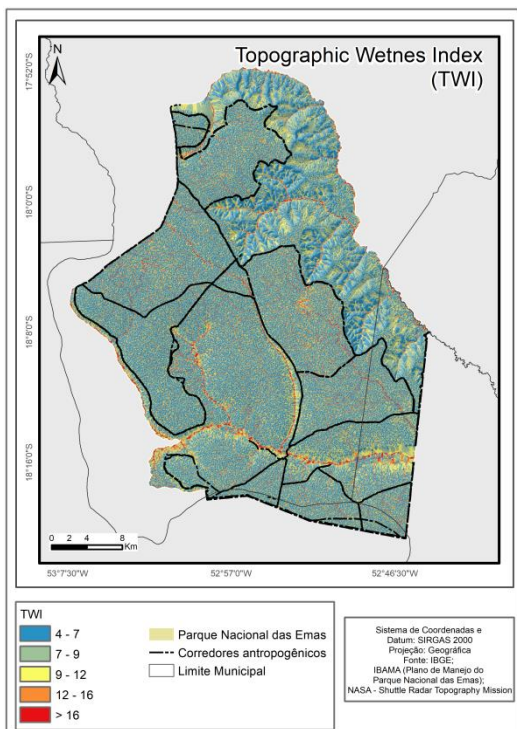 Topographic Wetnes Index
(TWI)
N
17°52'0"S
18°0'0"S
18°8'0"S
18°16'0"S
0 2 4 8
Km
53°7'30"W
52°57'0"W
52°46'30"W
TWI
4 - 7
7 - 9
9 - 12
12 - 16
> 16
Parque Nacional das Emas
Corredores antropogênicos
Limite Municipal
Sistema de Coordenadas e
Datum: SIRGAS 2000
Projeção: Geográfica
Fonte: IBGE;
IBAMA (Plano de Manejo do
Parque Nacional das Emas);
NASA - Shuttle Radar Topography Mission